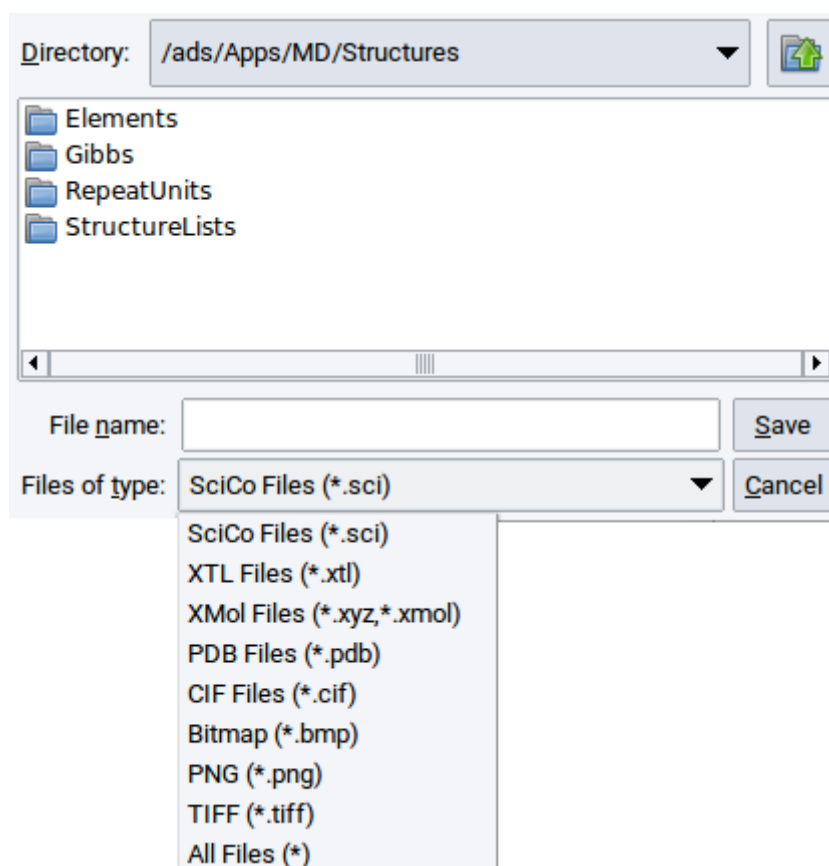 Directory: /ads/Apps/MD/Structures
Elements
Gibbs
RepeatUnits
StructureLists
File name: Save
Files of type: SciCo Files (*.sci) Cancel
SciCo Files (*.sci)
XTL Files (*.xtl)
XMol Files (*.xyz,*.xmol)
PDB Files (*.pdb)
CIF Files (*.cif)
Bitmap (*.bmp)
PNG (*.png)
TIFF (*.tiff)
All Files (*)